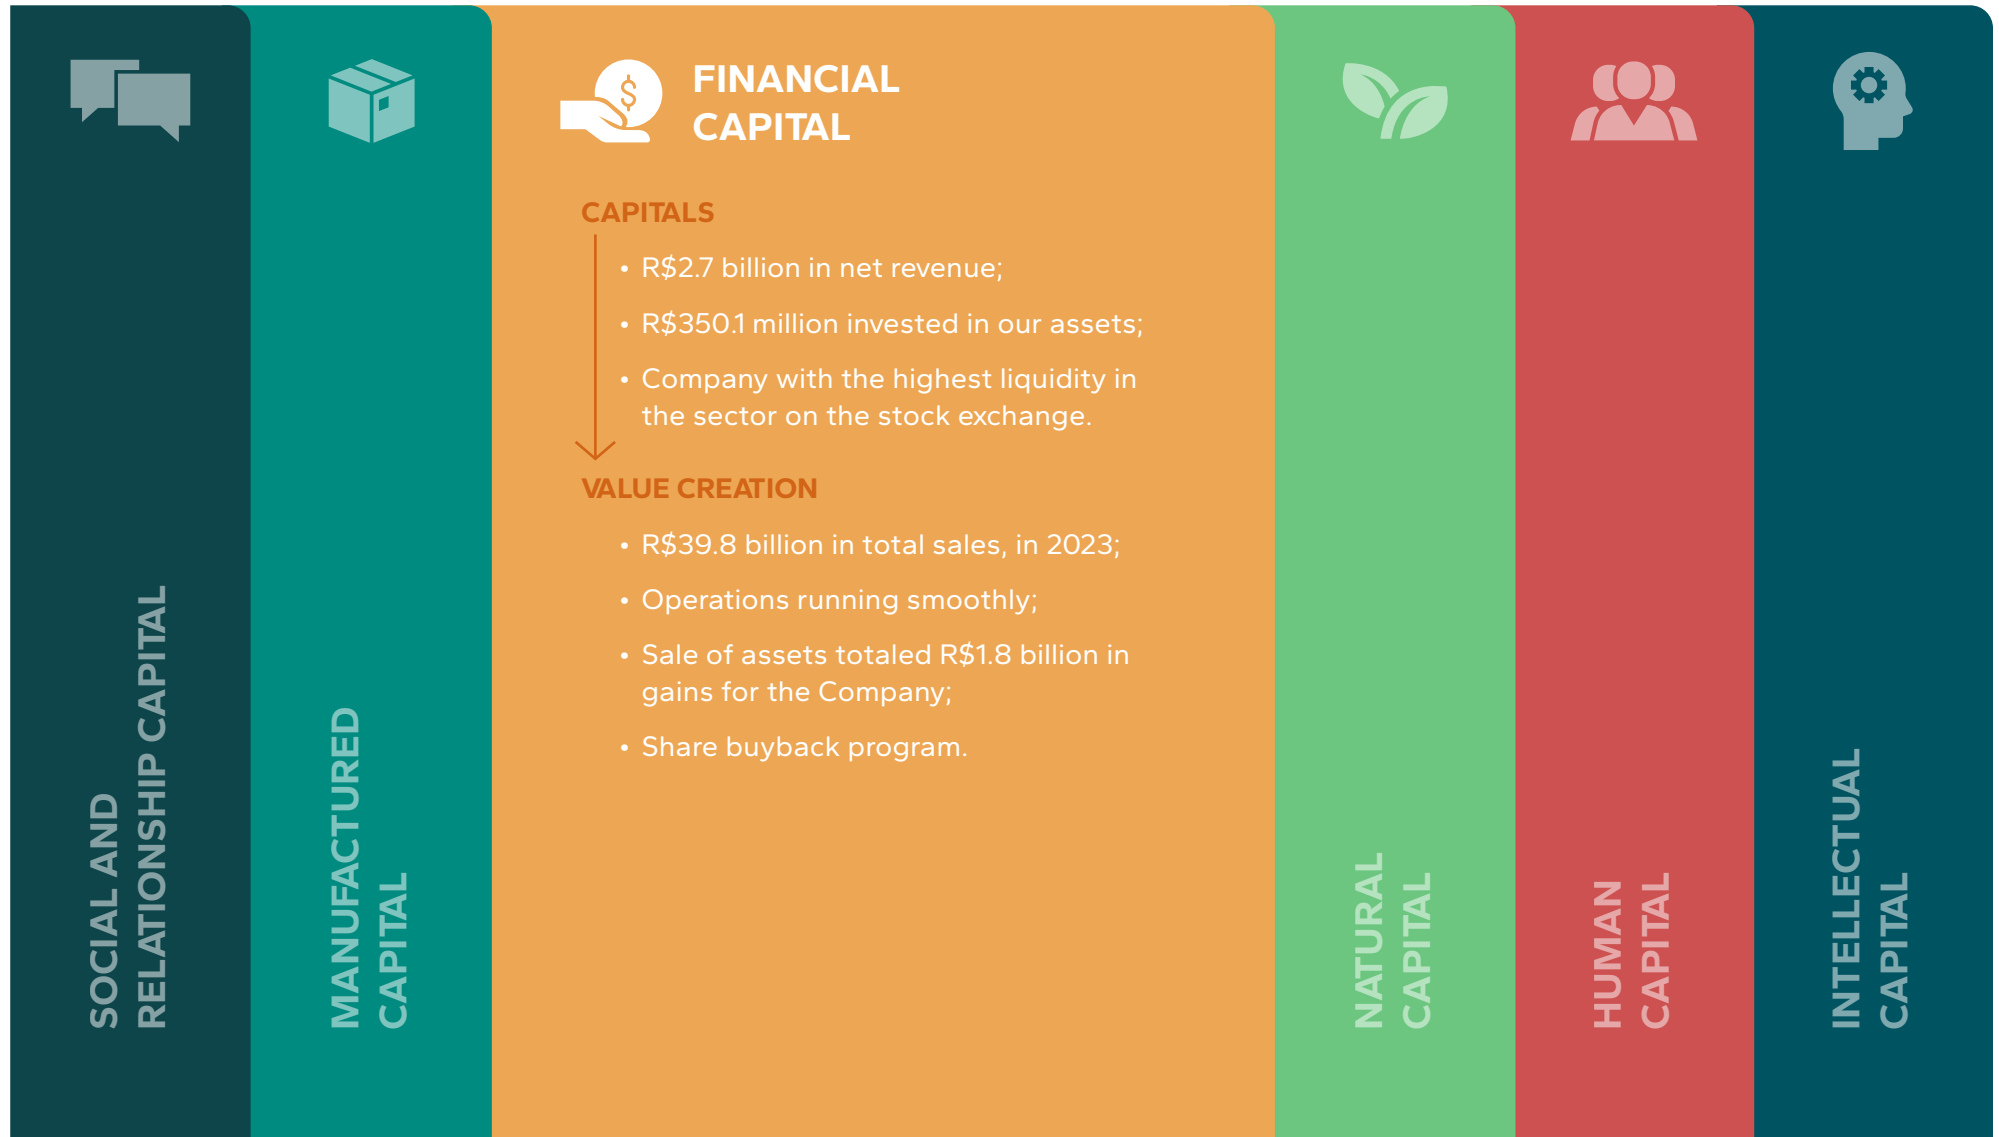 SOCIAL AND
RELATIONSHIP CAPITAL
MANUFACTURED
CAPITAL
FINANCIAL
CAPITAL
CAPITALS
• R$2.7 billion in net revenue;
• R$350.1 million invested in our assets;
• Company with the highest liquidity in
the sector on the stock exchange.
VALUE CREATION
• R$39.8 billion in total sales, in 2023;
• Operations running smoothly;
• Sale of assets totaled R$1.8 billion in
gains for the Company;
• Share buyback program.
NATURAL
CAPITAL
HUMAN
CAPITAL
INTELLECTUAL
CAPITAL